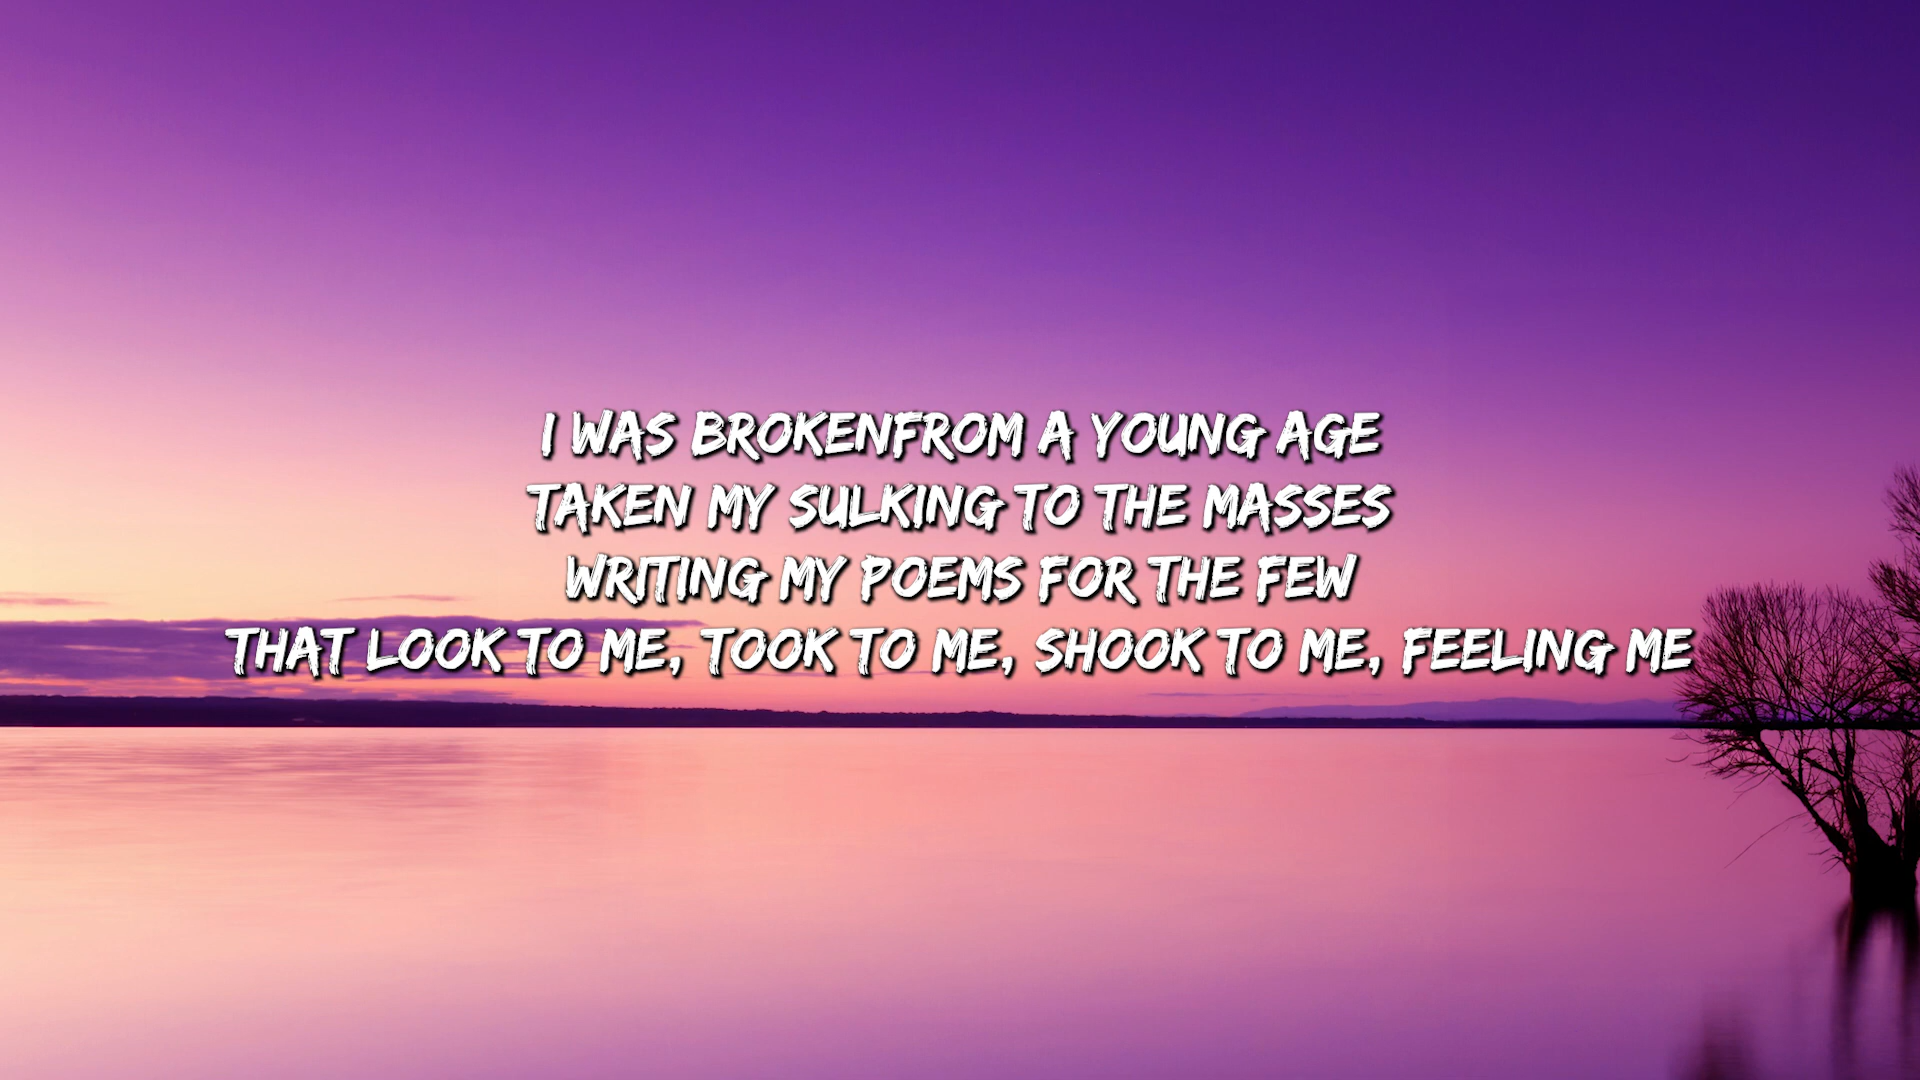 I WAS BROKENFROM A YOUNG AGE
TAKEN MY SULKING TO THE MASSES
WRITING MY POEMS FOR THE FEW
THAT LOOK TO ME, TOOK TO ME, SHOOK TO ME, FEELING ME